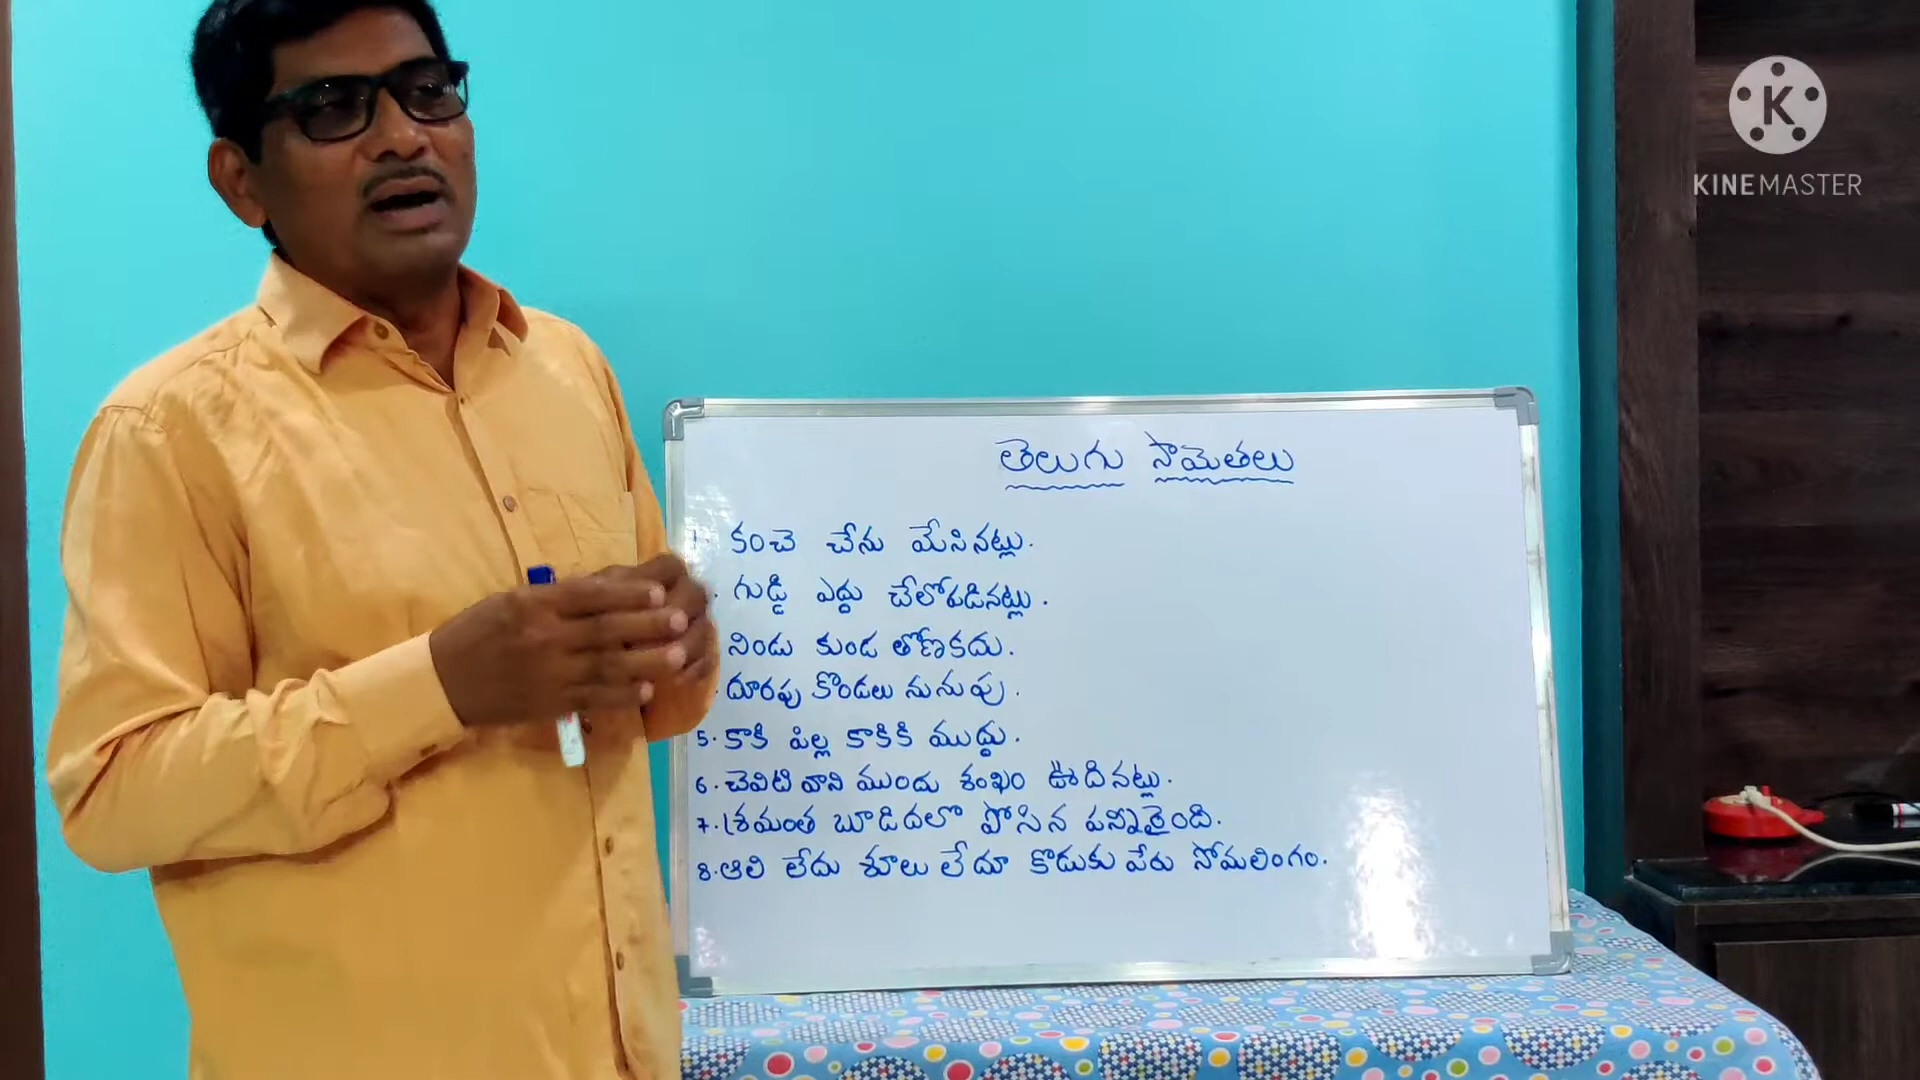 KINEMASTER
తెలుగు సామెతలు
1. కంచె చేను మేసినట్లు.
. గుడ్డి ఎద్దు చేలోపడినట్లు.
నిండు కుండ తోణకదు.
. దూరపు కొండలు నునుపు.
5. కాకి పిల్ల కాకికి ముద్దు.
6. చెవిటి వాని ముందు శంఖం ఊదినట్లు.
7. శ్రమంత బూడిదలో పోసిన పన్నీరైంది.
8. ఆలి లేదు శూలు లేదూ కొడుకు పేరు సోమలింగం.